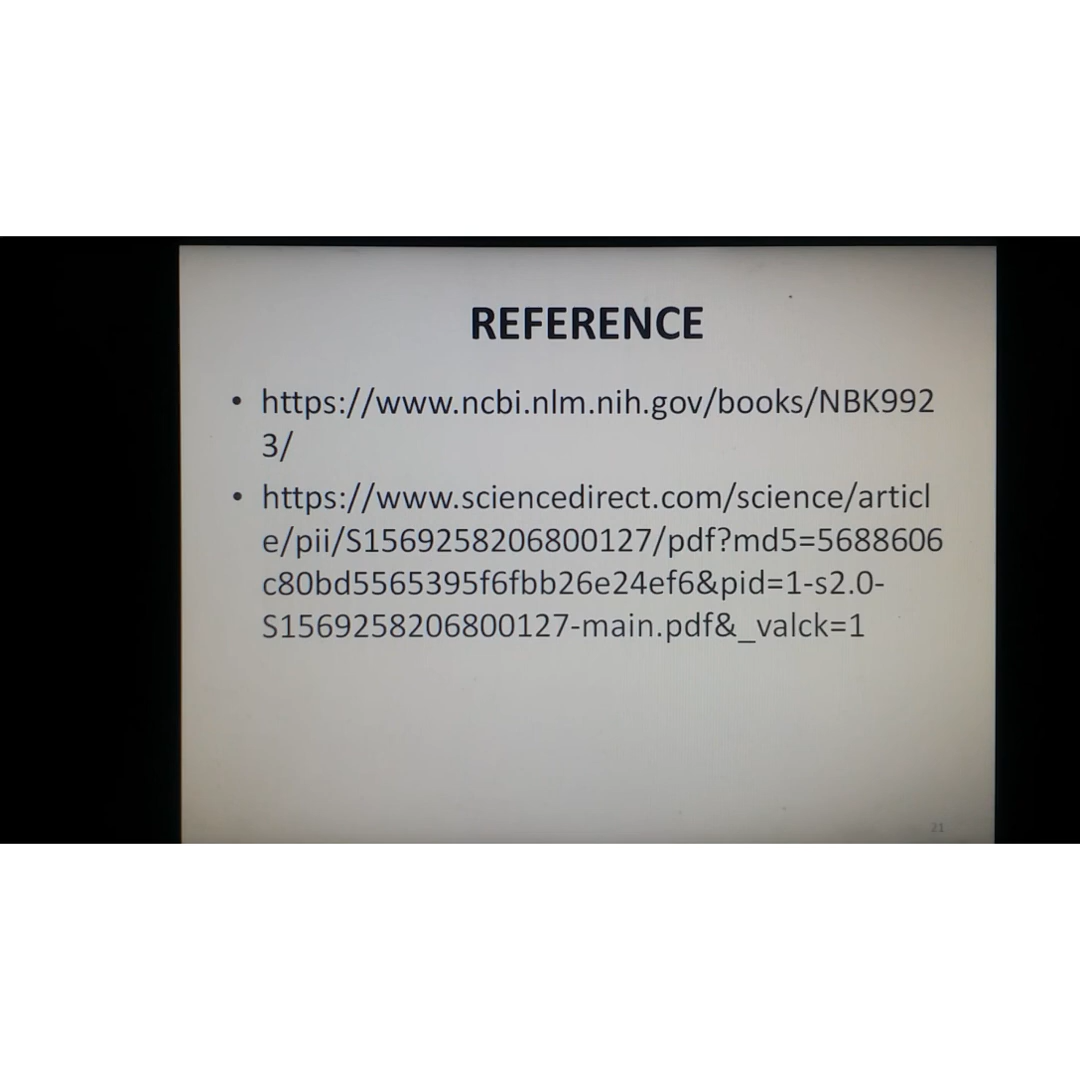 REFERENCE
• https://www.ncbi.nlm.nih.gov/books/NBK992
3/
• https://www.sciencedirect.com/science/articl
e/pii/S1569258206800127/pdf?md5=5688606
c80bd5565395f6fbb26e24ef6&pid=1-s2.0-
S1569258206800127-main.pdf&_valck=1
21